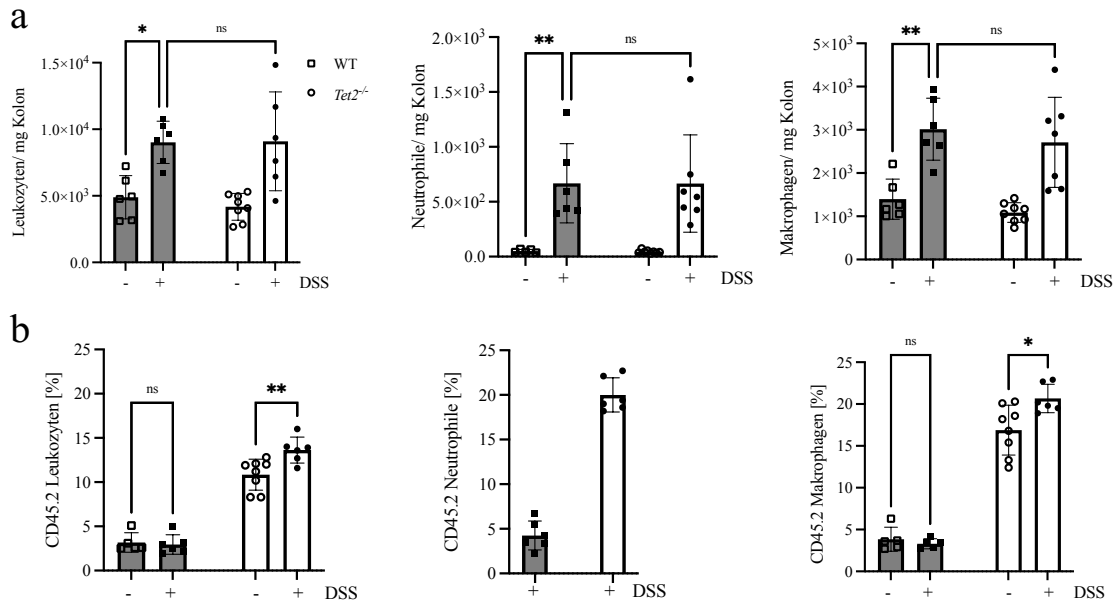 a
Leukozyten/ mg Kolon
1.5×10⁴
1.0×10⁴
5.0×10³
0.0
*
ns
- + - + DSS
WT
Tet2⁻/⁻
Neutrophile/ mg Kolon
2.0×10³
1.5×10³
1.0×10³
5.0×10²
0.0
**
ns
- + - + DSS
Makrophagen/ mg Kolon
5×10³
4×10³
3×10³
2×10³
1×10³
0
**
ns
- + - + DSS
b
CD45.2 Leukozyten [%]
25
20
15
10
5
0
ns
**
- + - + DSS
CD45.2 Neutrophile [%]
25
20
15
10
5
0
+ + DSS
CD45.2 Makrophagen [%]
25
20
15
10
5
0
ns
*
- + - + DSS